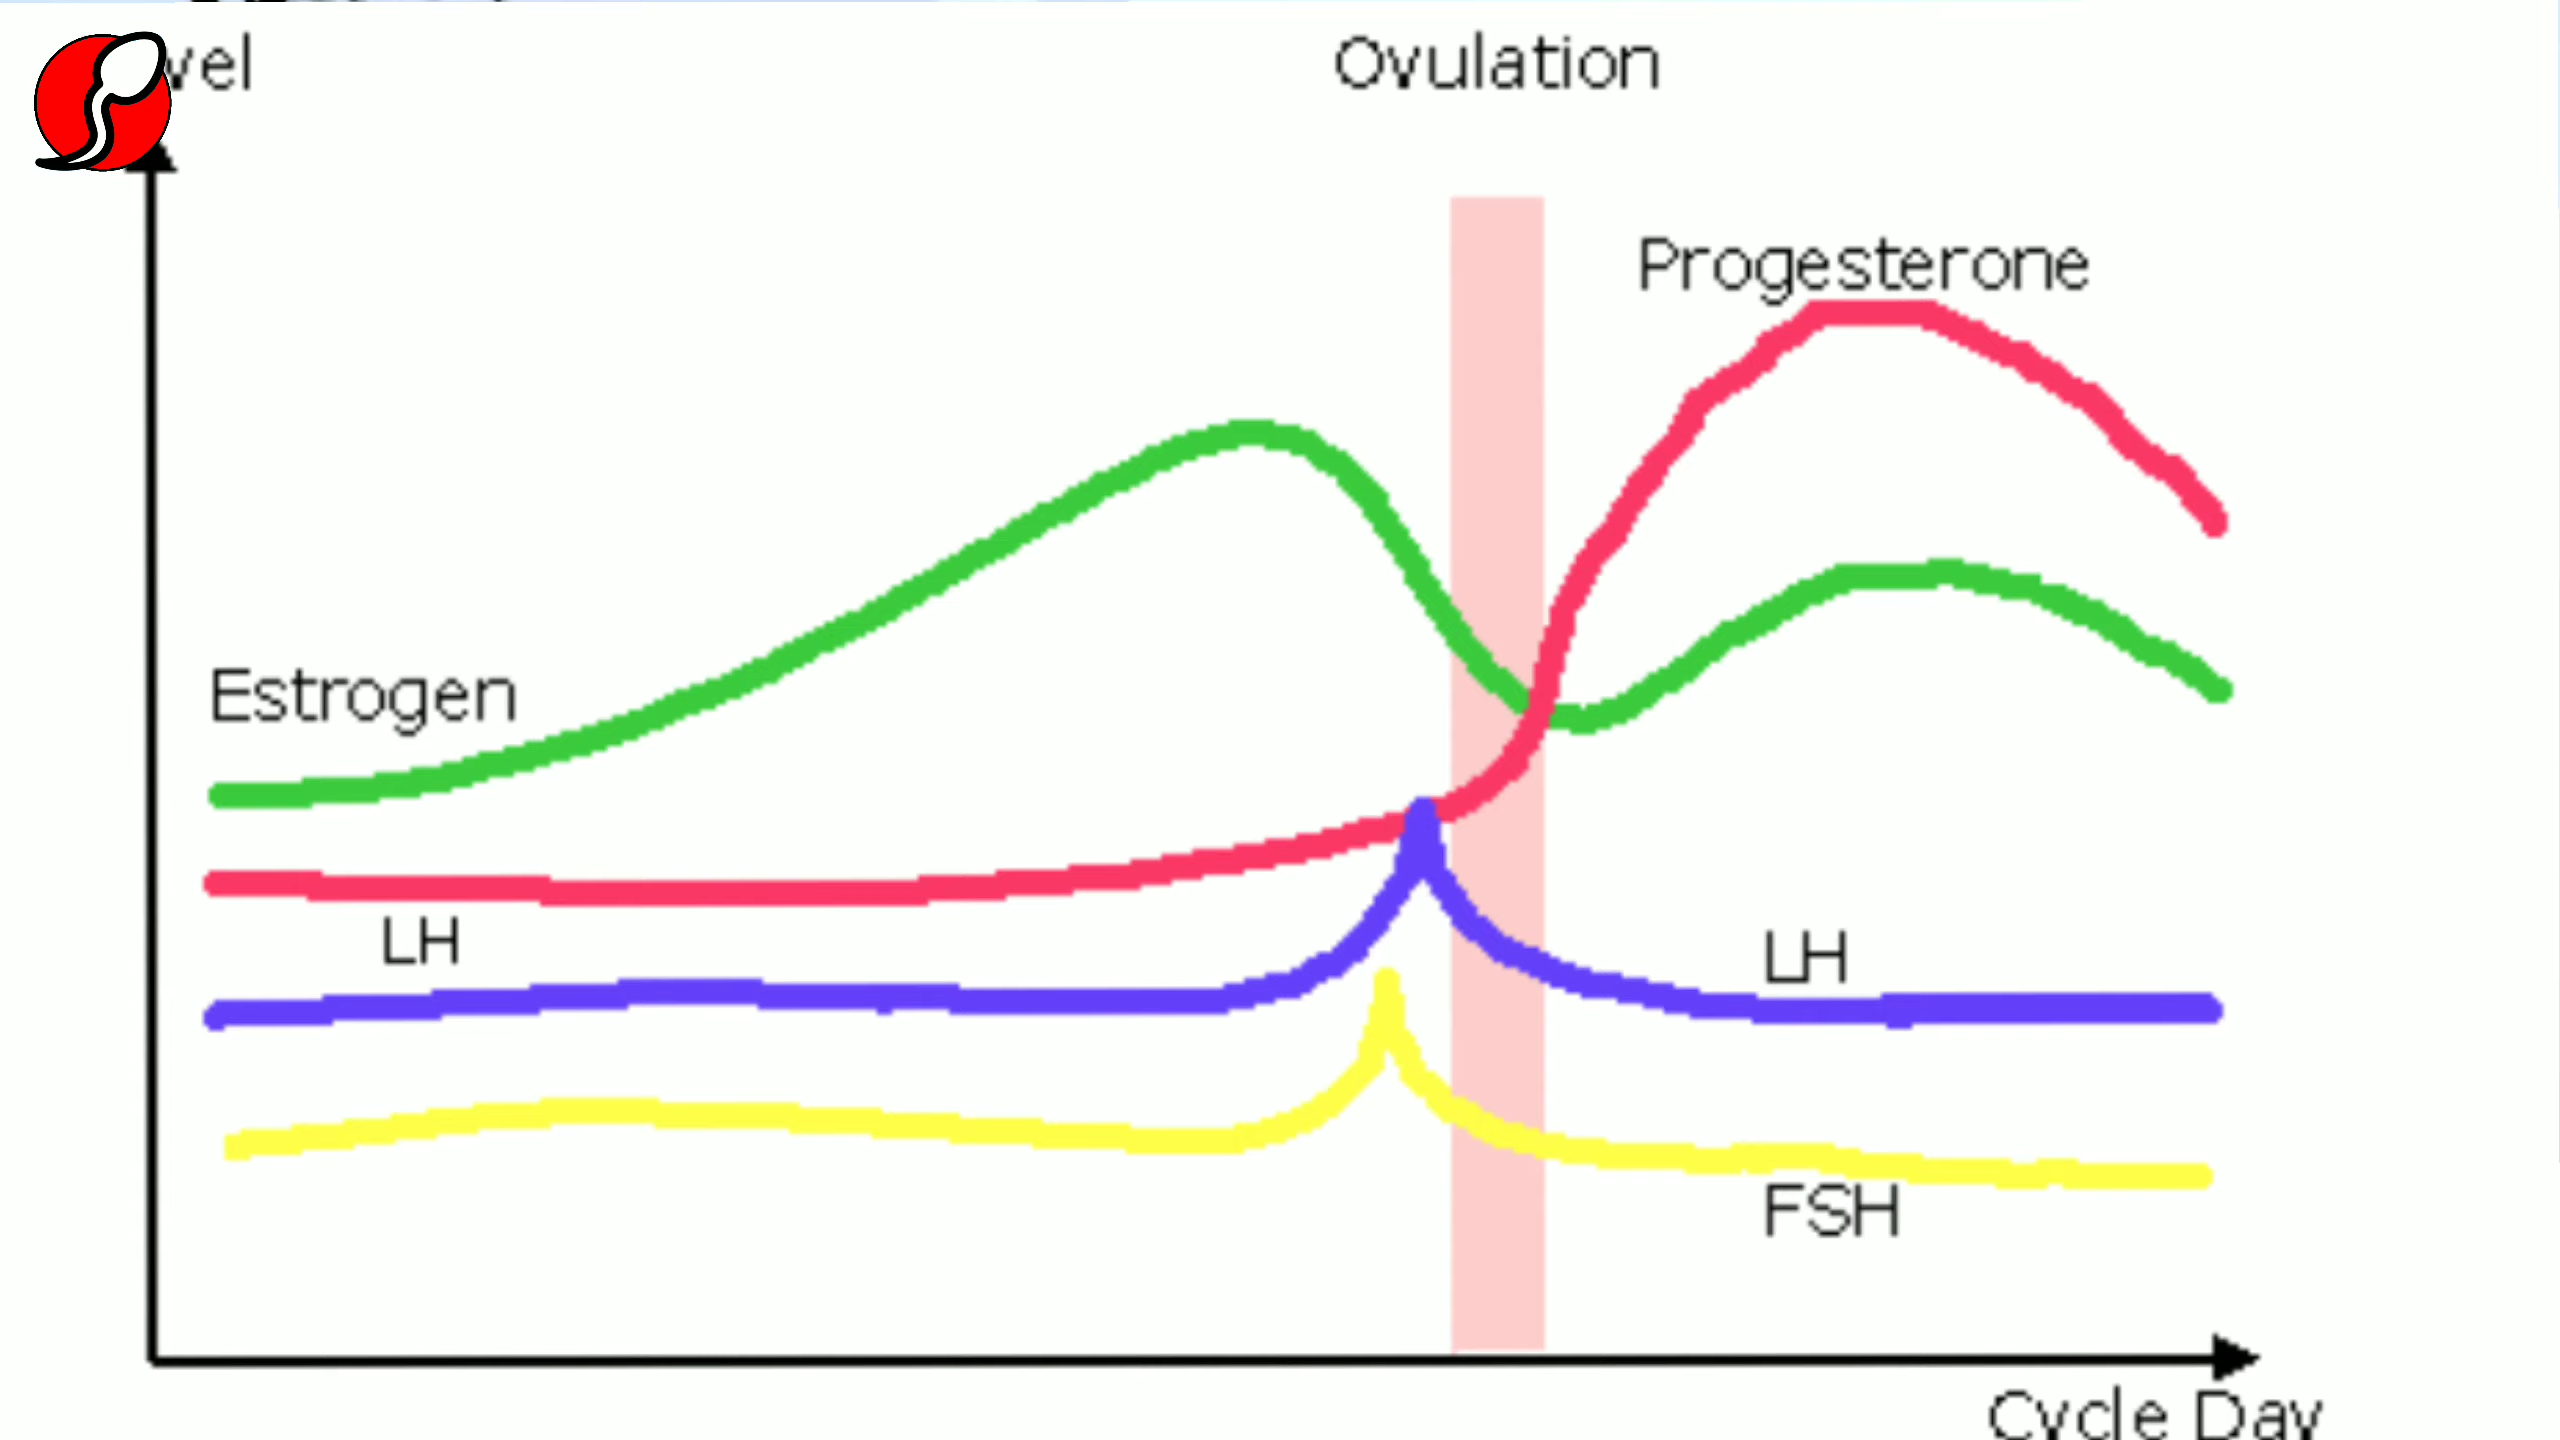 vel
Ovulation
Progesterone
Estrogen
LH
LH
FSH
Cycle Day